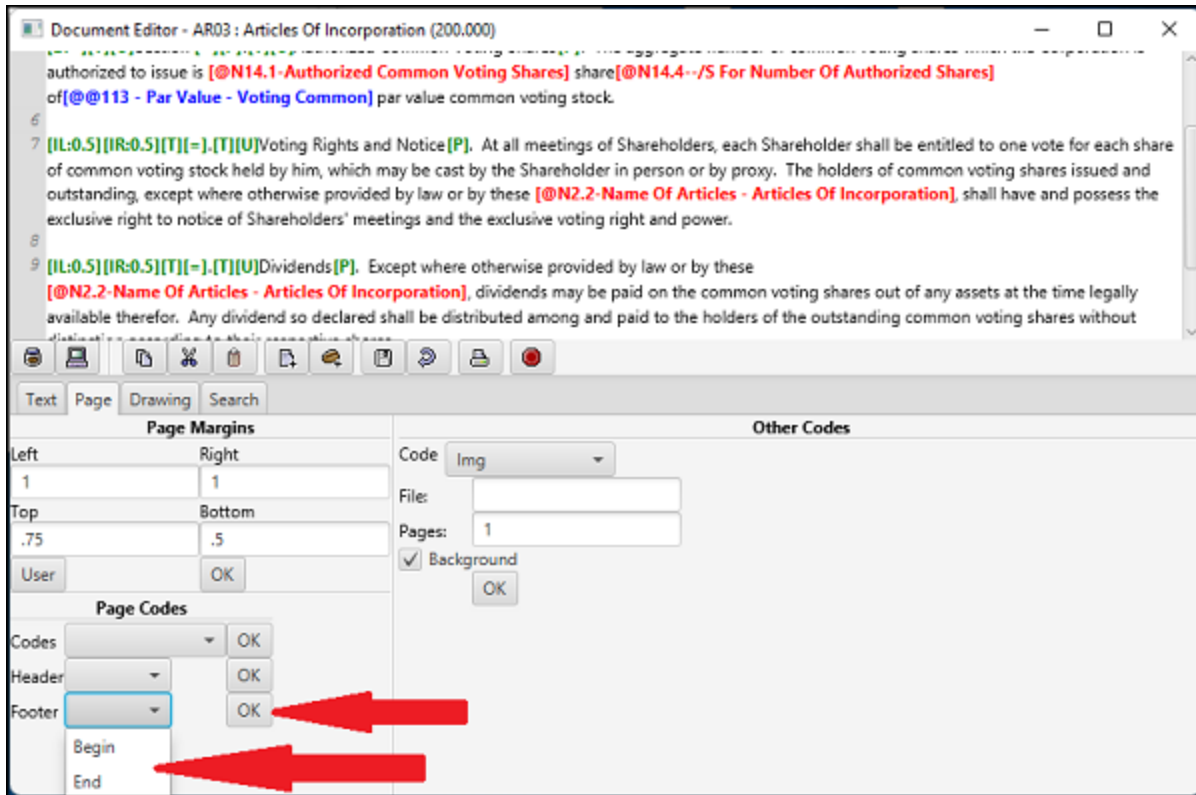 Document Editor - AR03 : Articles Of Incorporation (200.000)
authorized to issue is [@N14.1-Authorized Common Voting Shares] share[@N14.4--/S For Number Of Authorized Shares]
of[@@113 - Par Value - Voting Common] par value common voting stock.
6
7 [IL:0.5][IR:0.5][T][=].[T][U]Voting Rights and Notice[P].  At all meetings of Shareholders, each Shareholder shall be entitled to one vote for each share
of common voting stock held by him, which may be cast by the Shareholder in person or by proxy.  The holders of common voting shares issued and
outstanding, except where otherwise provided by law or by these [@N2.2-Name Of Articles - Articles Of Incorporation], shall have and possess the
exclusive right to notice of Shareholders' meetings and the exclusive voting right and power.
8
9 [IL:0.5][IR:0.5][T][=].[T][U]Dividends[P].  Except where otherwise provided by law or by these
[@N2.2-Name Of Articles - Articles Of Incorporation], dividends may be paid on the common voting shares out of any assets at the time legally
available therefor.  Any dividend so declared shall be distributed among and paid to the holders of the outstanding common voting shares without
Text Page Drawing Search
Page Margins
Left Right
1 1
Top Bottom
.75 .5
User OK
Page Codes
Codes OK
Header OK
Footer OK
Begin
End
Other Codes
Code Img
File:
Pages: 1
Background
OK